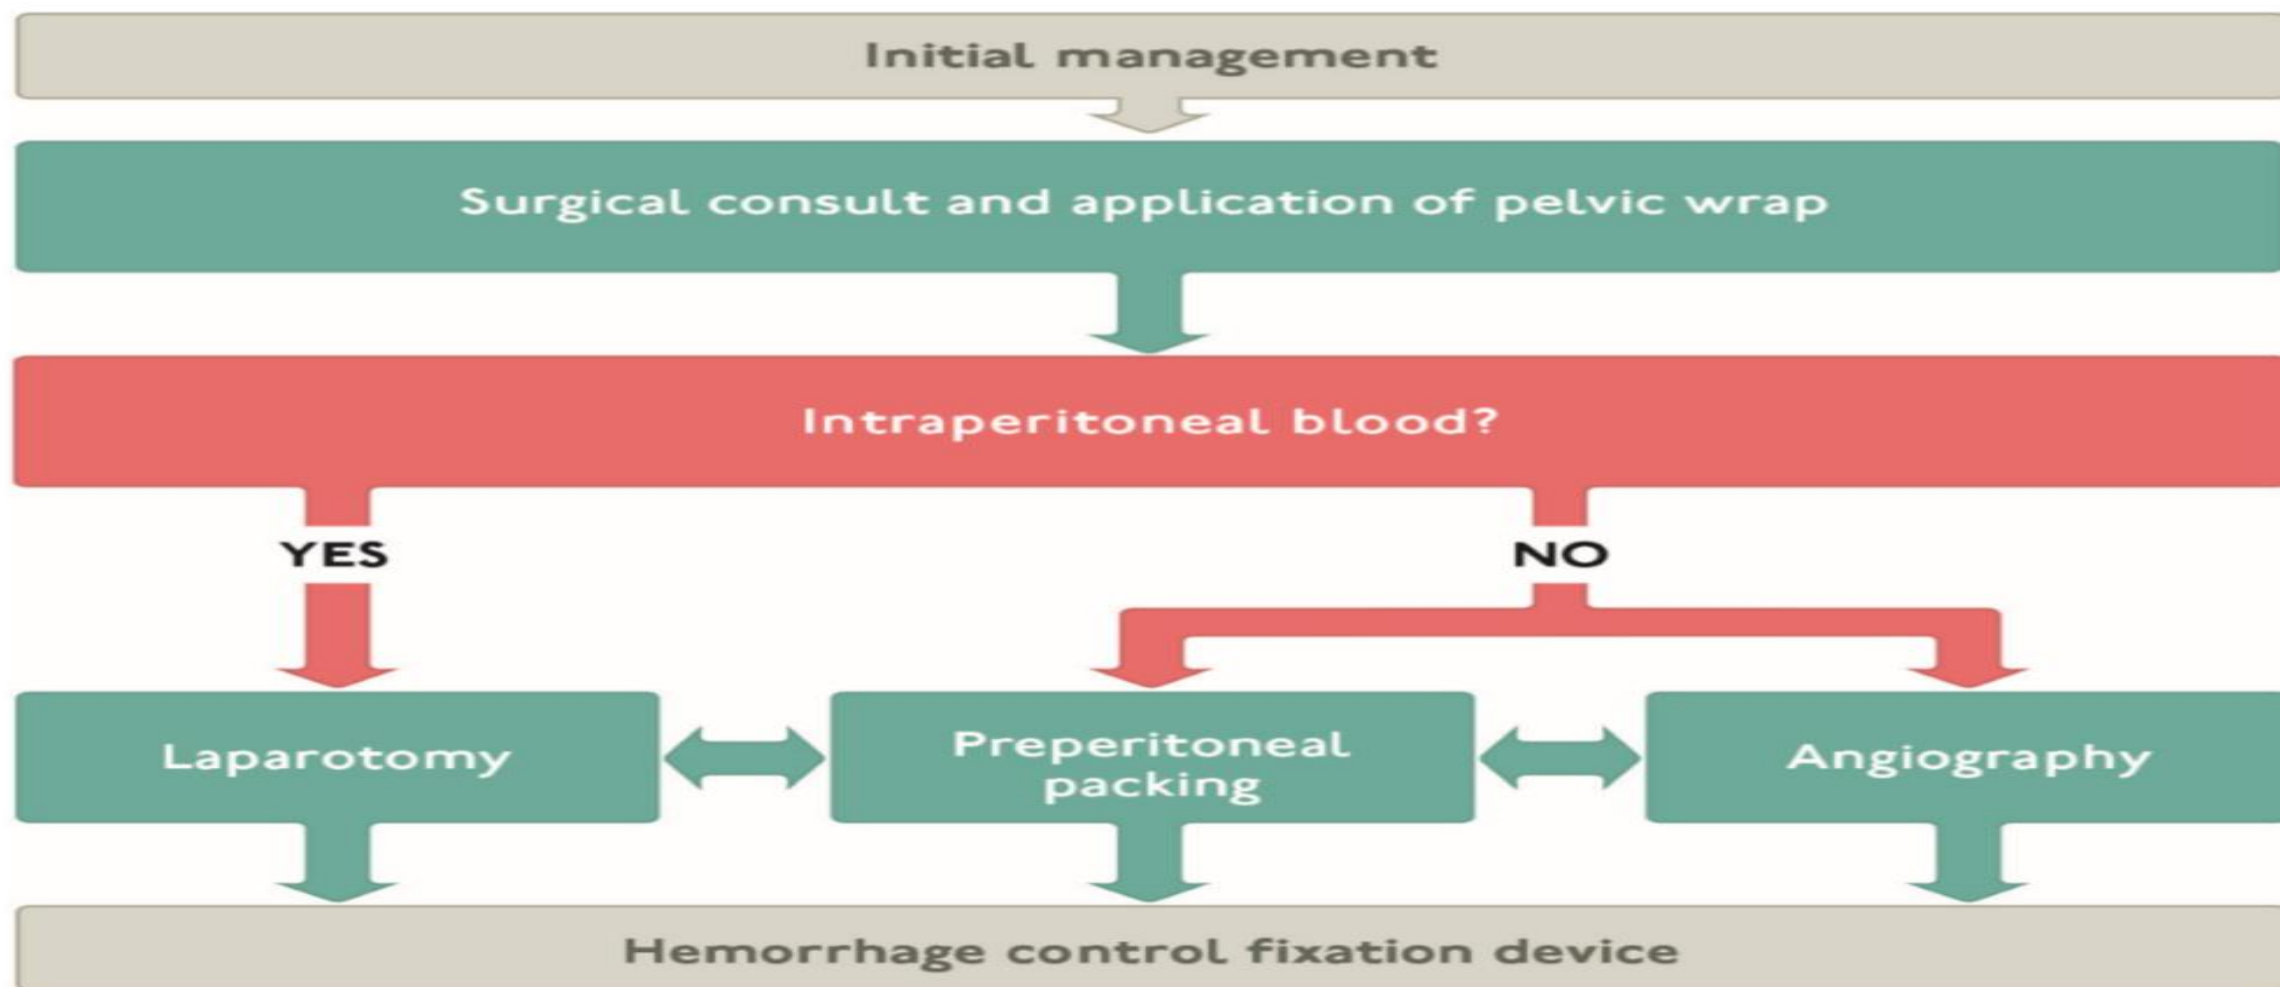 Initial management
Surgical consult and application of pelvic wrap
Intraperitoneal blood?
YES
NO
Laparotomy
Preperitoneal
packing
Angiography
Hemorrhage control fixation device